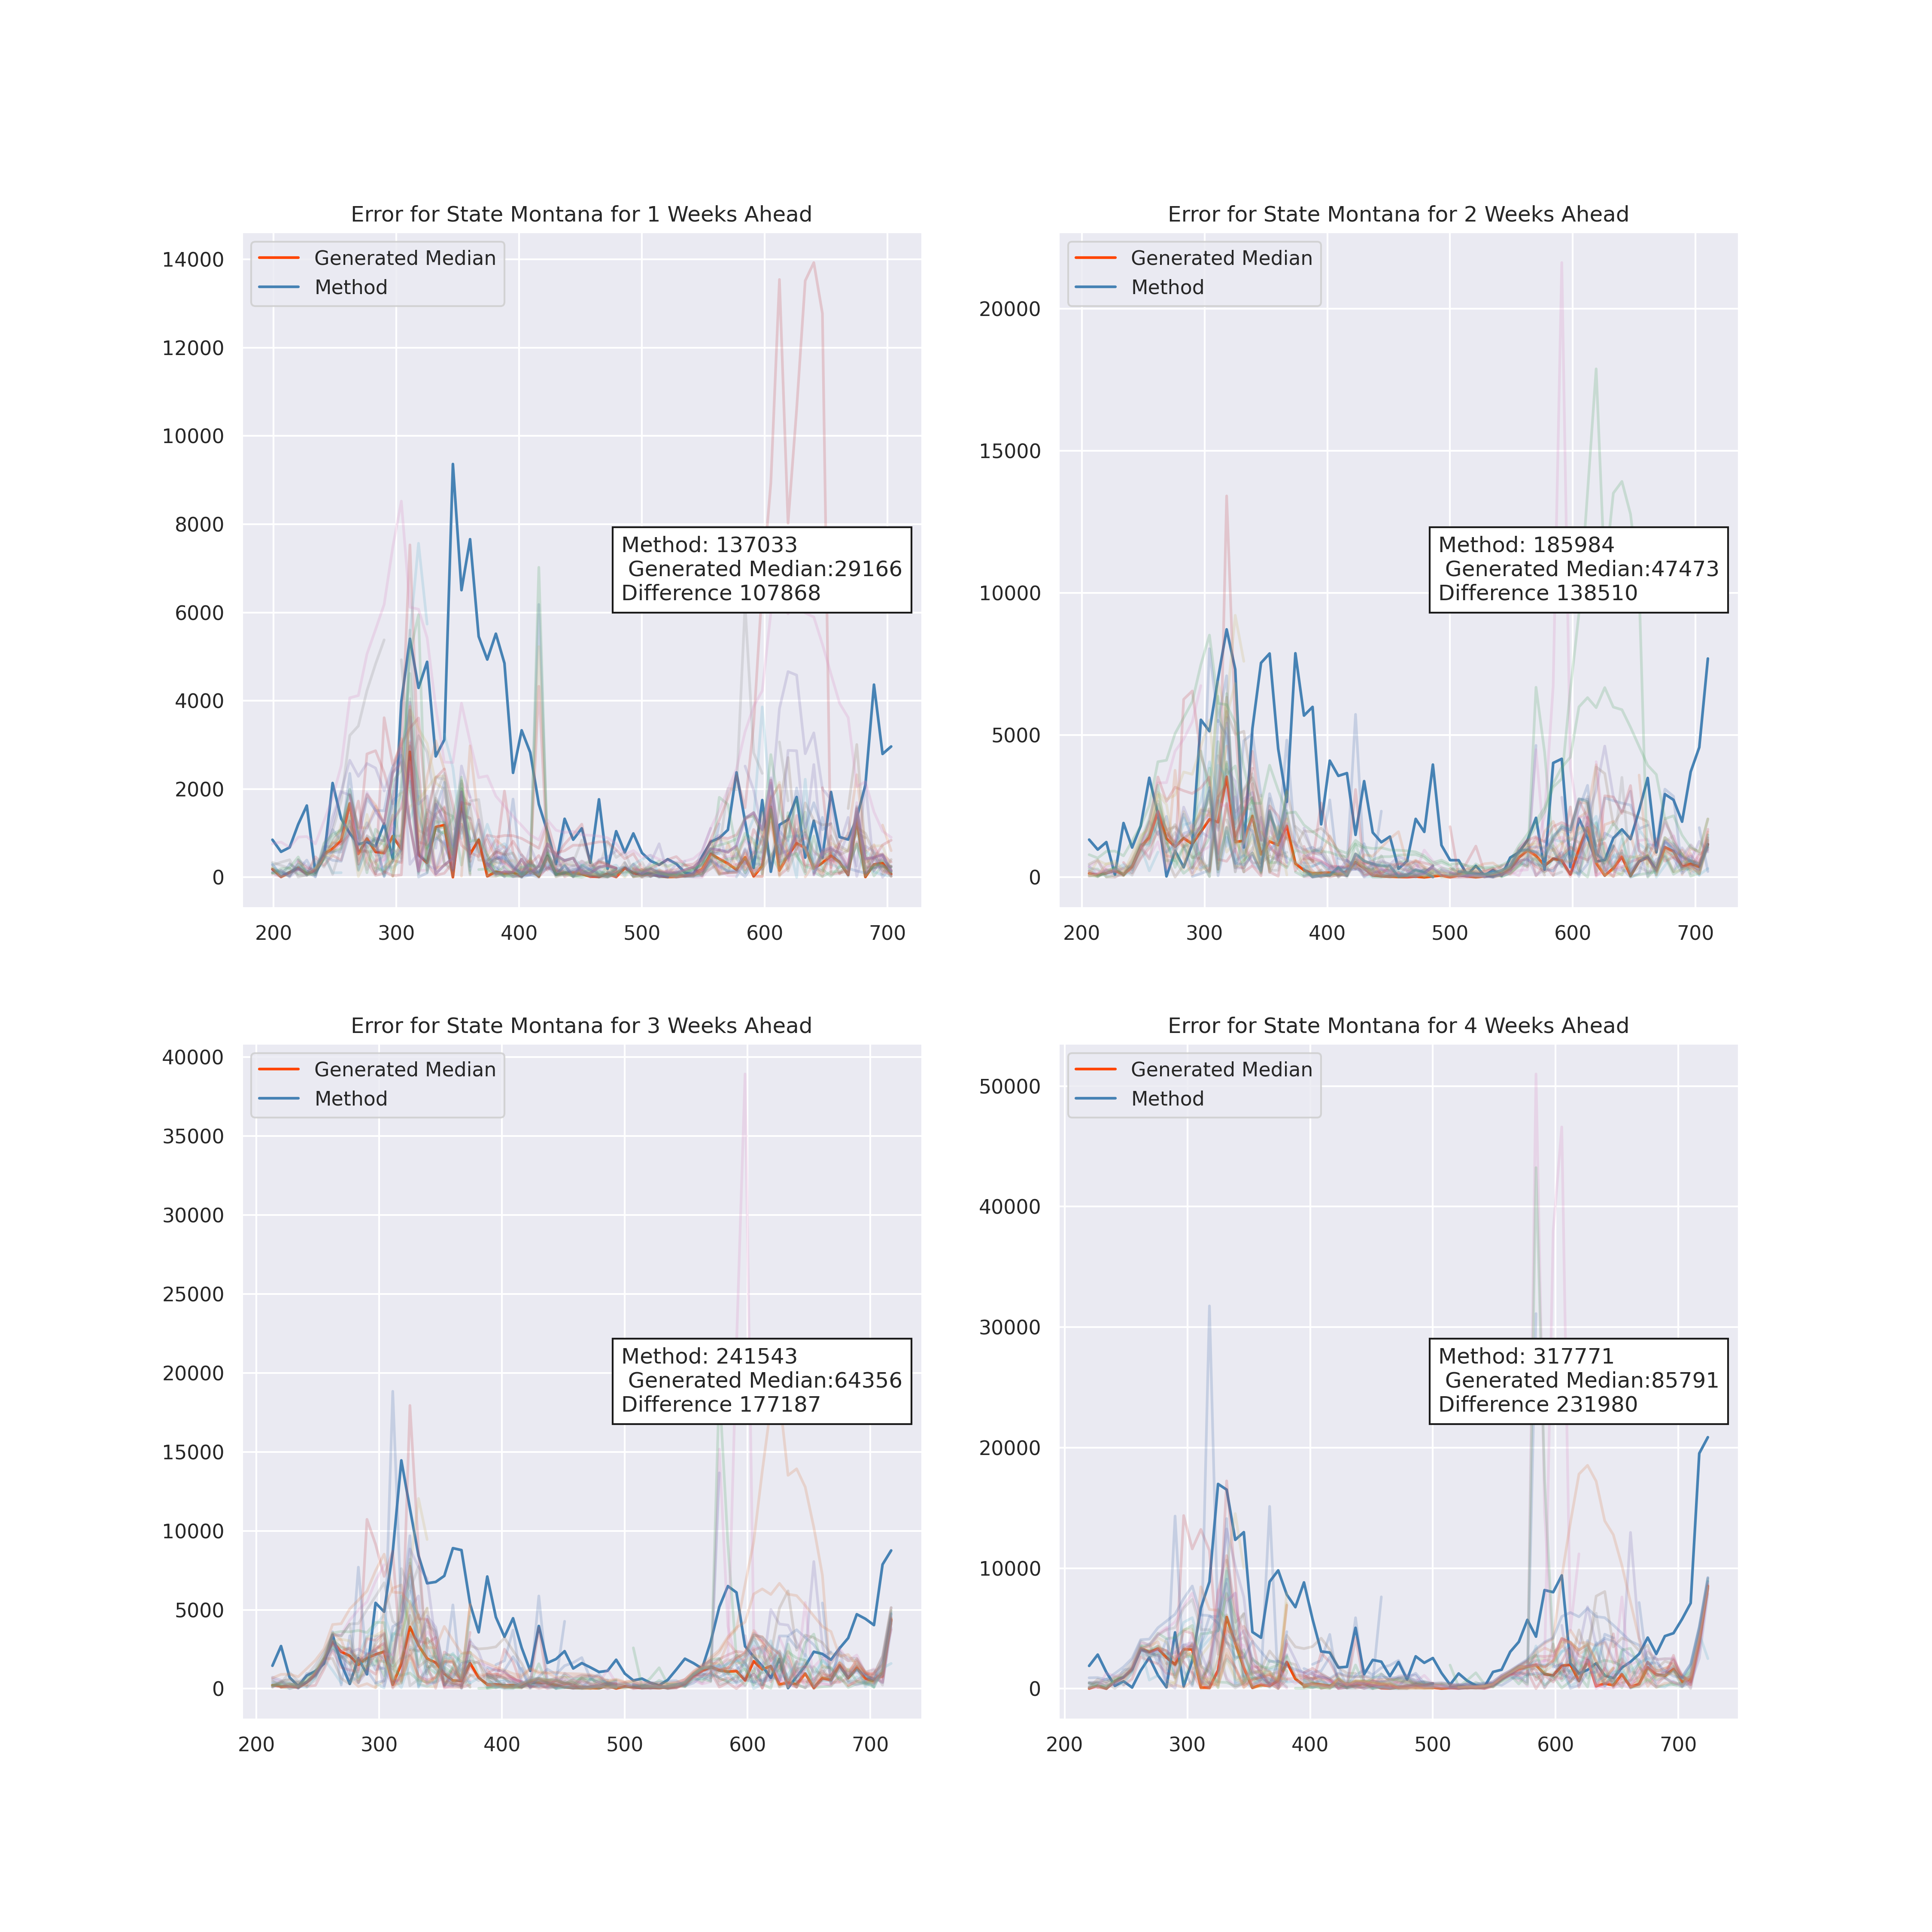 Error for State Montana for 1 Weeks Ahead
Generated Median
Method
14000
12000
10000
8000
6000
4000
2000
0
Method: 137033
Generated Median:29166
Difference 107868
200 300 400 500 600 700
Error for State Montana for 2 Weeks Ahead
Generated Median
Method
20000
15000
10000
5000
0
Method: 185984
Generated Median:47473
Difference 138510
200 300 400 500 600 700
Error for State Montana for 3 Weeks Ahead
Generated Median
Method
40000
35000
30000
25000
20000
15000
10000
5000
0
Method: 241543
Generated Median:64356
Difference 177187
200 300 400 500 600 700
Error for State Montana for 4 Weeks Ahead
Generated Median
Method
50000
40000
30000
20000
10000
0
Method: 317771
Generated Median:85791
Difference 231980
200 300 400 500 600 700